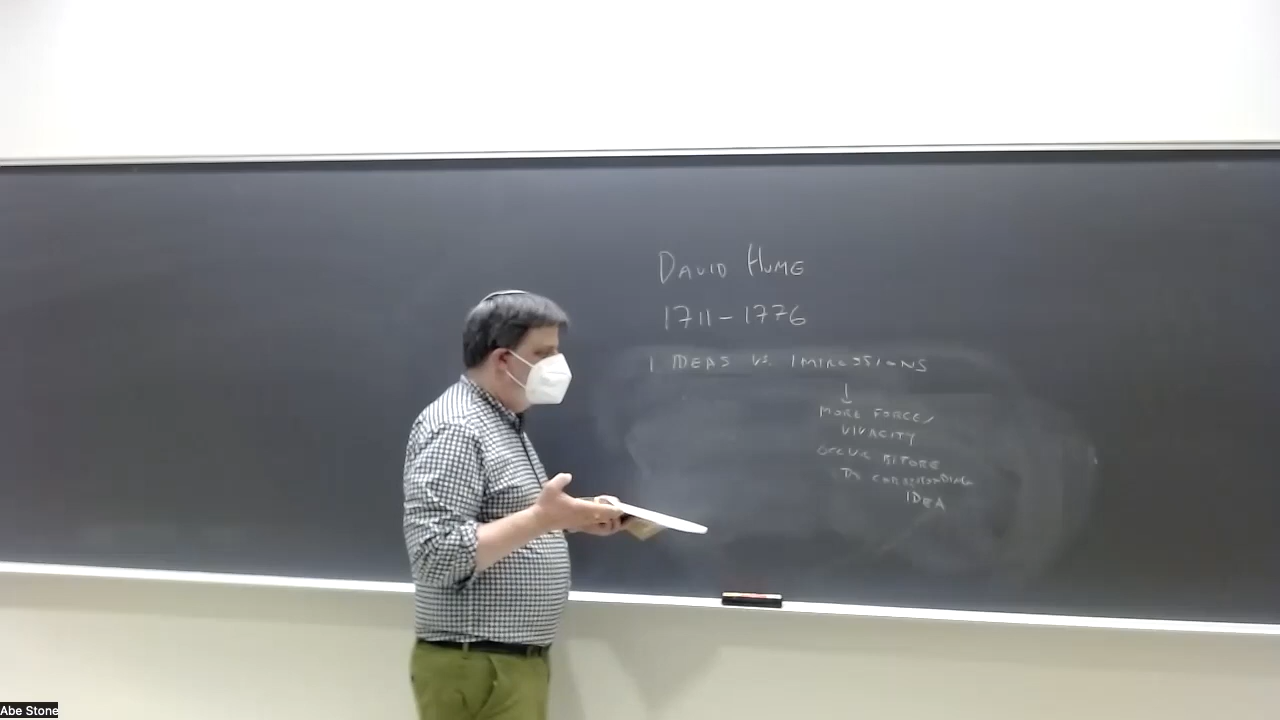 DAVID HUME
1711-1776
1. IDEAS VS. IMPRESSIONS
↓
MORE FORCE/
VIVACITY
OCCUR BEFORE
THE CORRESPONDING
IDEA
Abe Stone